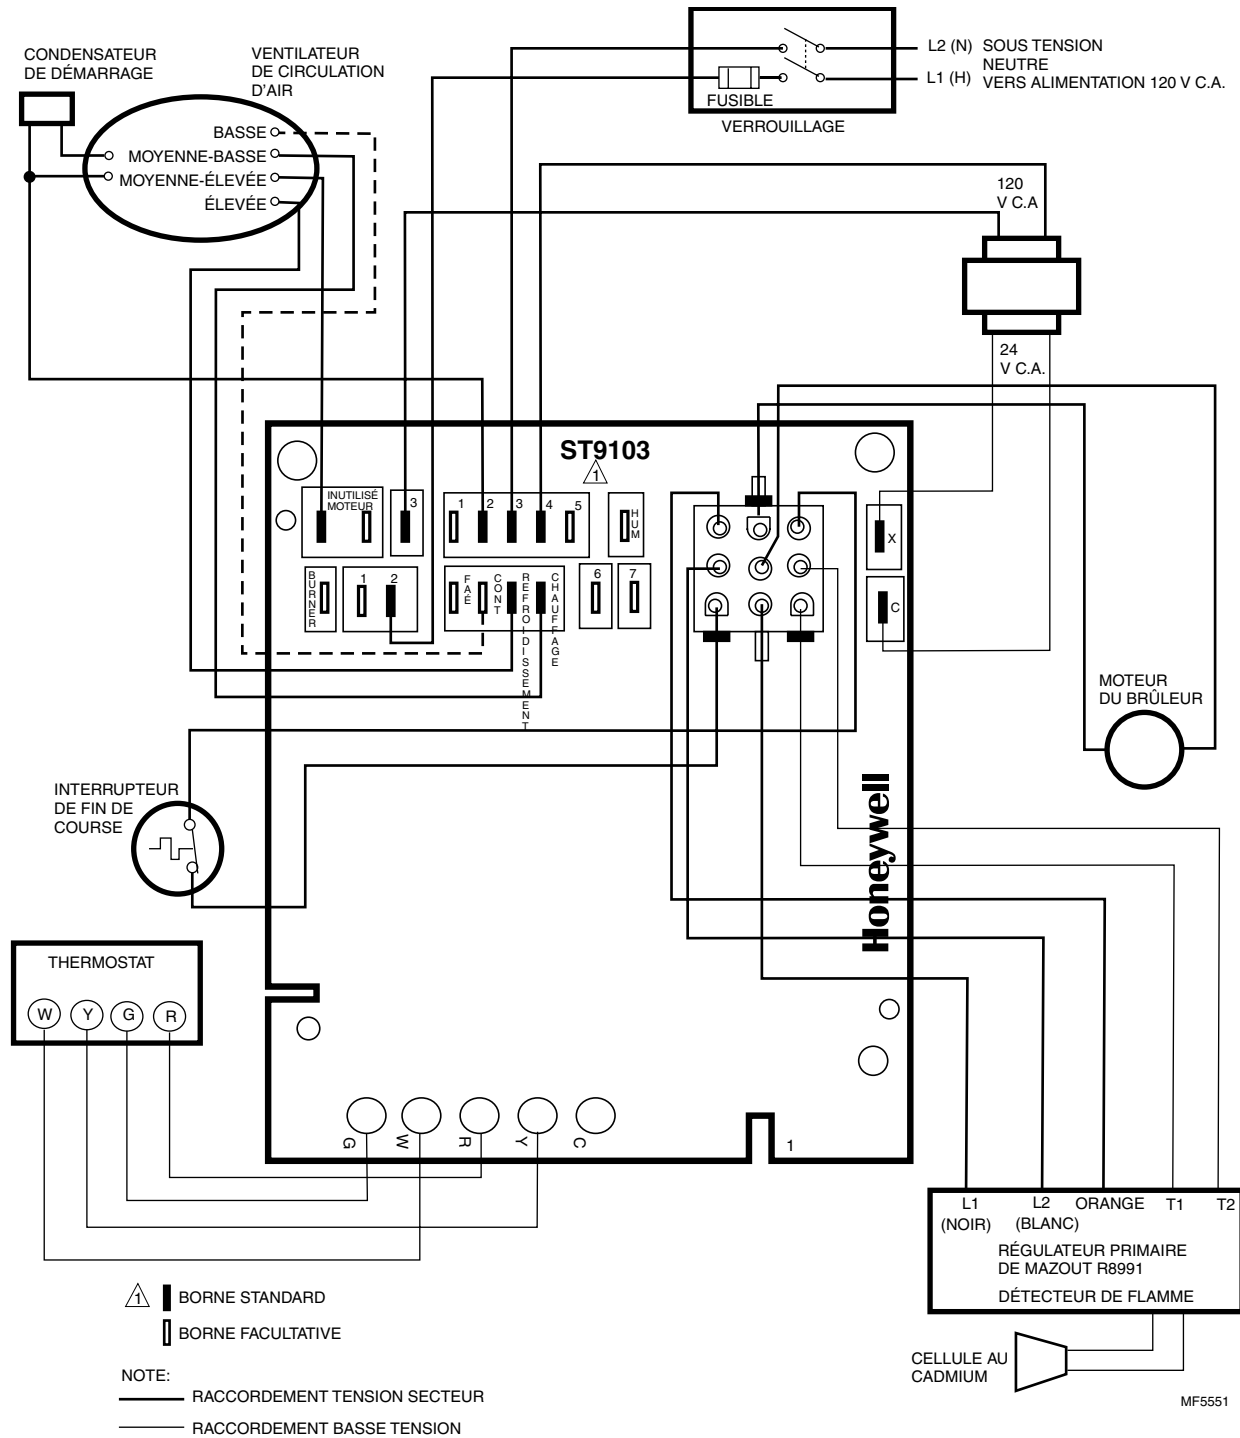 CONDENSATEUR
DE DÉMARRAGE
VENTILATEUR
DE CIRCULATION
D'AIR
BASSE
MOYENNE-BASSE
MOYENNE-ÉLEVÉE
ÉLEVÉE
FUSIBLE
VERROUILLAGE
L2 (N) SOUS TENSION
NEUTRE
L1 (H) VERS ALIMENTATION 120 V C.A.
120
V C.A
24
V C.A.
ST9103
1
INUTILISÉ
MOTEUR
3
1 2 3 4 5
HUM
X
BURNER
1 2
FAÉ
CONT
REFROIDISSEMENT
CHAUFFAGE
6
7
C
MOTEUR
DU BRÛLEUR
INTERRUPTEUR
DE FIN DE
COURSE
Honeywell
THERMOSTAT
W Y G R
G W R Y C
1
L1
(NOIR)
L2
(BLANC)
ORANGE
T1
T2
RÉGULATEUR PRIMAIRE
DE MAZOUT R8991
DÉTECTEUR DE FLAMME
CELLULE AU
CADMIUM
1 BORNE STANDARD
BORNE FACULTATIVE
NOTE:
RACCORDEMENT TENSION SECTEUR
RACCORDEMENT BASSE TENSION
MF5551